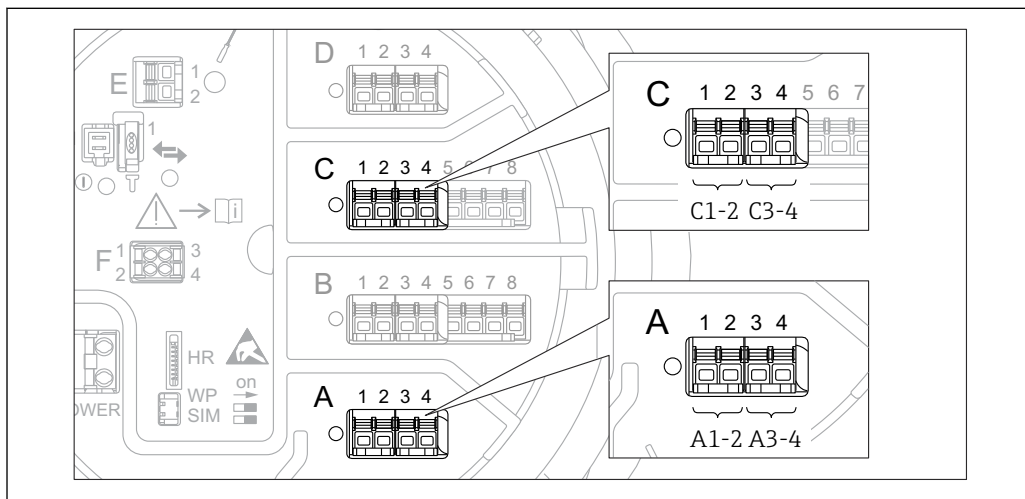 D 1 2 3 4
E 1
2
1
C 1 2 3 4 5 6 7 8
i
F 1 3
2 4
B 1 2 3 4 5 6 7 8
HR
WP on
SIM
OWER
A 1 2 3 4
C 1 2 3 4 5 6 7
C1-2 C3-4
A 1 2 3 4
A1-2 A3-4